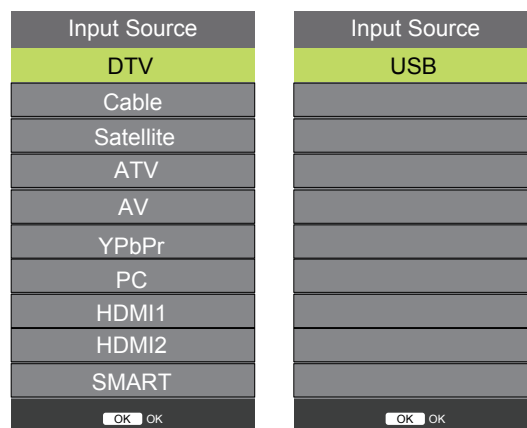 Input Source
DTV
Cable
Satellite
ATV
AV
YPbPr
PC
HDMI1
HDMI2
SMART
OK OK
Input Source
USB
OK OK